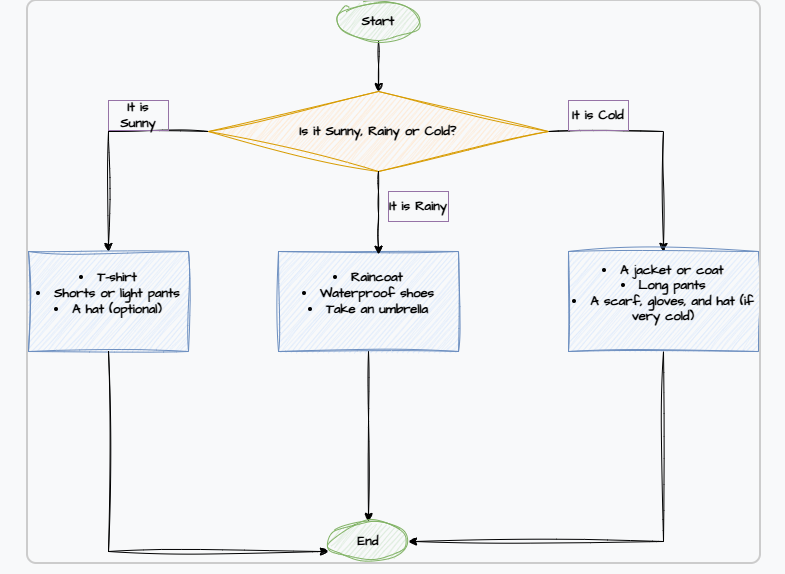 Start
Is it Sunny, Rainy or Cold?
It is
Sunny
It is Cold
It is Rainy
• T-shirt
• Shorts or light pants
• A hat (optional)
• Raincoat
• Waterproof shoes
• Take an umbrella
• A jacket or coat
• Long pants
• A scarf, gloves, and hat (if
very cold)
End